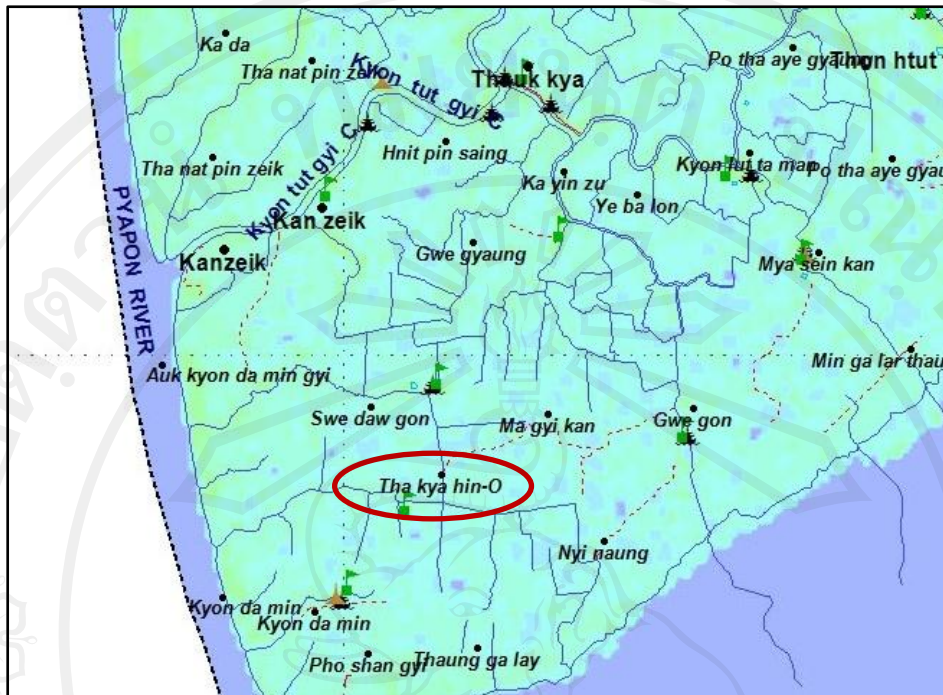 Ka da
Tha nat pin zeik
Kyon tut gyi C
Thauk kya
Po tha aye gyaung
Thon htut
Hnit pin saing
Kyon tut ta man
Po tha aye gyau
Tha nat pin zeik
Ka yin zu
Ye ba lon
Kyon tut gyi C
Kan zeik
PYAPON RIVER
Kanzeik
Gwe gyaung
Mya sein kan
Min ga lar thau
Auk kyon da min gyi
Swe daw gon
Ma gyi kan
Gwe gon
Tha kya hin-O
Nyi naung
Kyon da min
Kyon da min
Pho shan gyi
Thaung ga lay